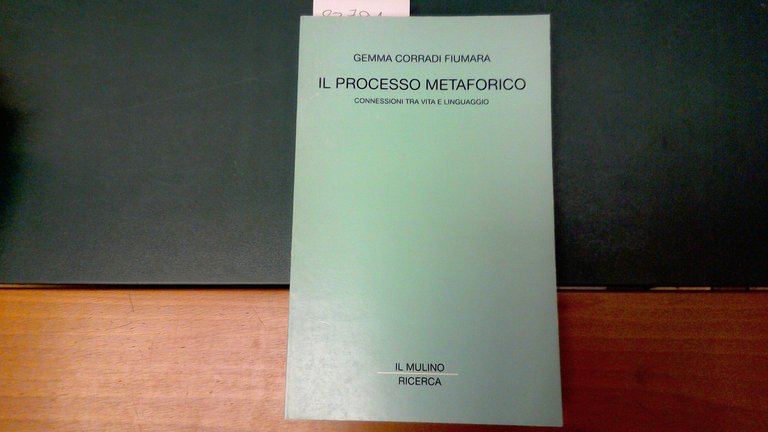 GEMMA CORRADI FIUMARA
IL PROCESSO METAFORICO
CONNESSIONI TRA VITA E LINGUAGGIO
IL MULINO
RICERCA